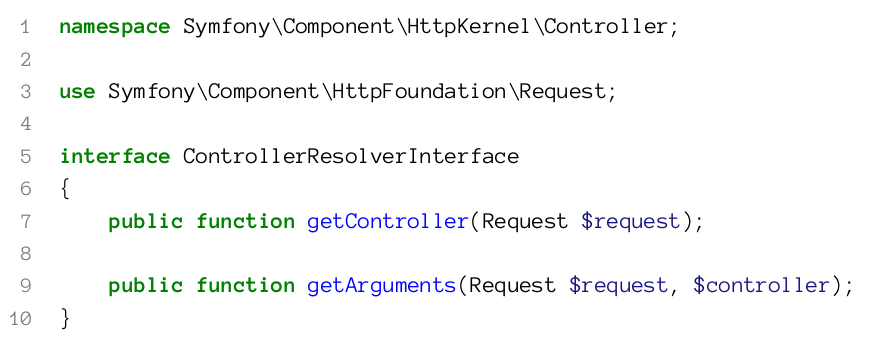 1 namespace Symfony\Component\HttpKernel\Controller;
2
3 use Symfony\Component\HttpFoundation\Request;
4
5 interface ControllerResolverInterface
6 {
7     public function getController(Request $request);
8
9     public function getArguments(Request $request, $controller);
10 }